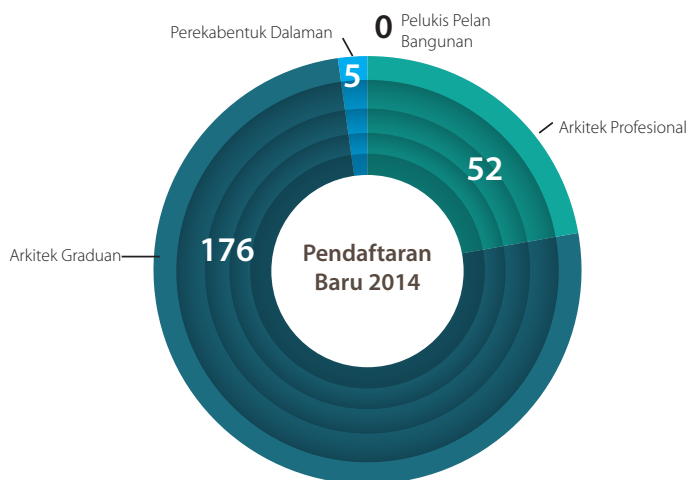 0
Pelukis Pelan
Bangunan
Perekabentuk Dalaman
5
Arkitek Profesional
52
Arkitek Graduan
176
Pendaftaran
Baru 2014